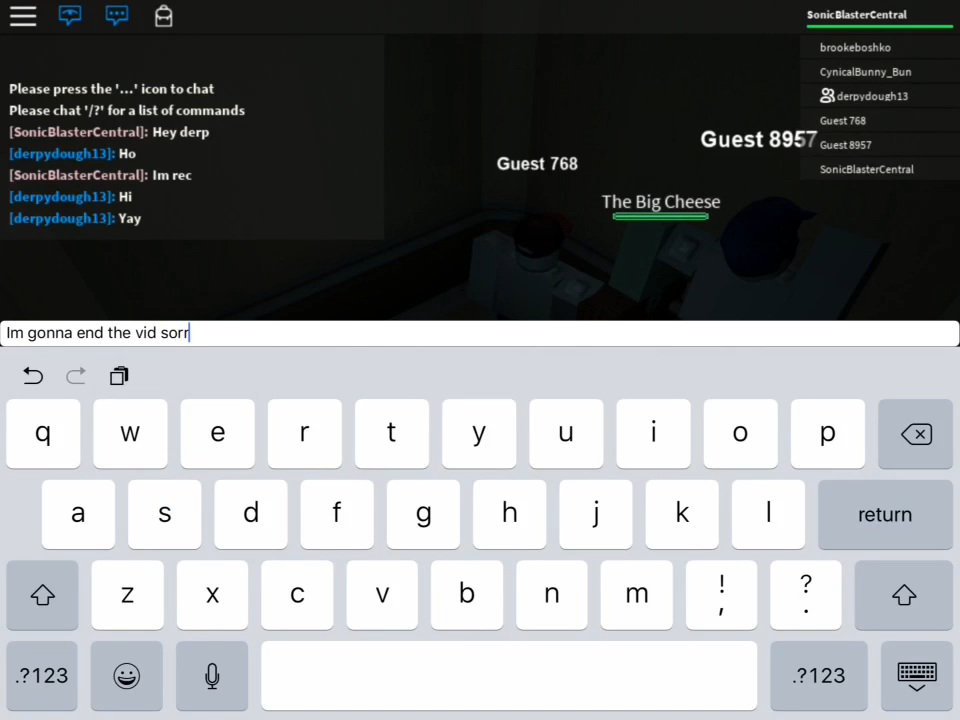 SonicBlasterCentral
brookeboshko
CynicalBunny_Bun
derpydough13
Guest 768
Guest 8957
SonicBlasterCentral
Please press the '...' icon to chat
Please chat '/?' for a list of commands
[SonicBlasterCentral]: Hey derp
[derpydough13]: Ho
[SonicBlasterCentral]: Im rec
[derpydough13]: Hi
[derpydough13]: Yay
Guest 8957
Guest 768
The Big Cheese
Im gonna end the vid sorr
q w e r t y u i o p
a s d f g h j k l return
z x c v b n m ! , ? .
.?123 .?123